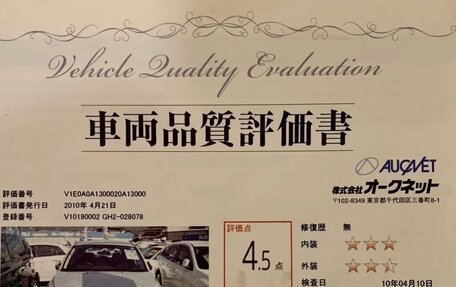 Vehicle Quality Evaluation
車両品質評価書
AUCNET
株式会社 オークネット
〒102-8349 東京都千代田区三番町8-1
評価番号 V1E0A0A1300020A13000
評価書発行日 2010年 4月21日
登録番号 V10190002 GH2-028078
評価点
4.5点
修復歴 無
内装 ★★★
外装 ★★★
検査日 10年04月10日